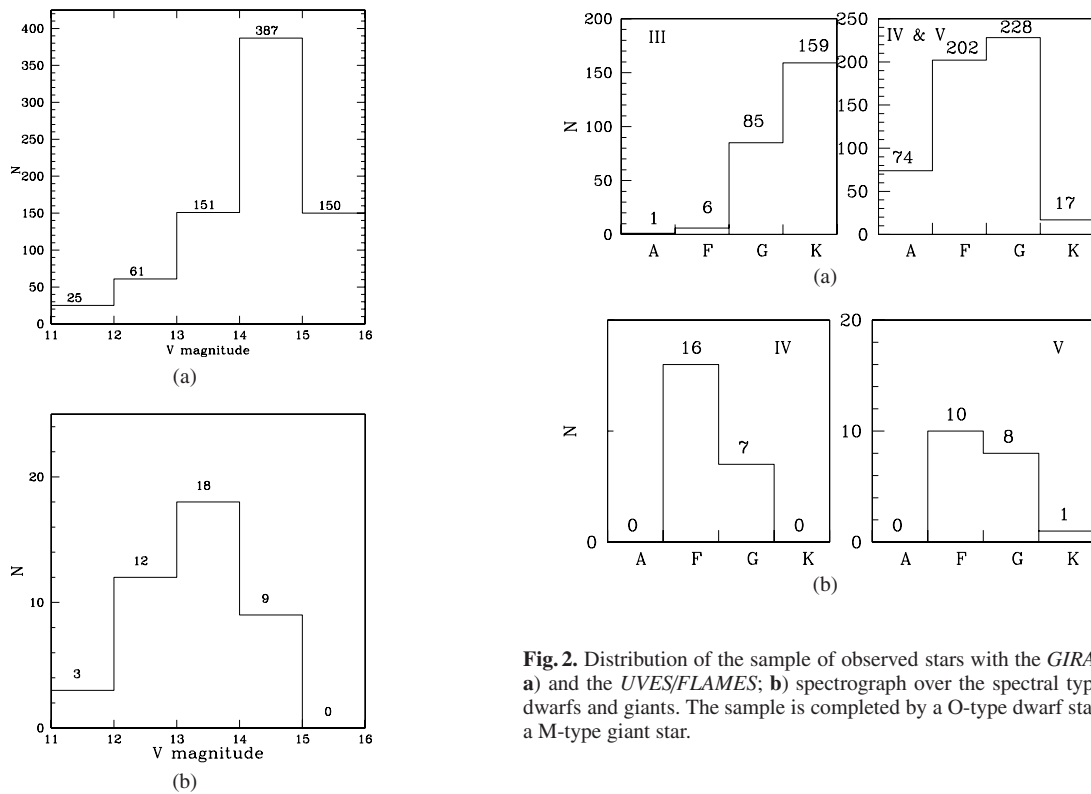 400
350
300
250
200
150
100
50
0
N
387
151
150
61
25
11 12 13 14 15 16
V magnitude
(a)
20
10
0
N
18
12
9
3
0
11 12 13 14 15 16
V magnitude
(b)
200
150
100
50
0
N
III
159
85
6
1
A F G K
250
200
150
100
50
0
IV & V
228
202
74
17
A F G K
(a)
N
0
16 IV
7
0 0
A F G K
20
10
0
V
10
8
1
0
A F G K
(b)
Fig. 2. Distribution of the sample of observed stars with the
a) and the UVES/FLAMES; b) spectrograph over the spectral
dwarfs and giants. The sample is completed by a O-type dwarf
a M-type giant star.